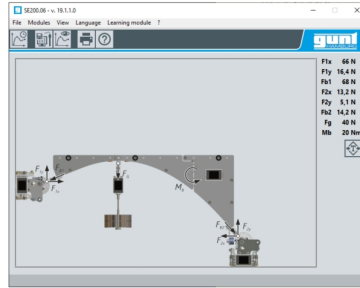 SE200.06 - v. 19.1.1.0
File Modules View Language Learning module ?
gunt
F1x 66 N
F1y 16,4 N
Fb1 68 N
F2x 13,2 N
F2y 5,1 N
Fb2 14,2 N
Fg 40 N
Mb 20 Nm